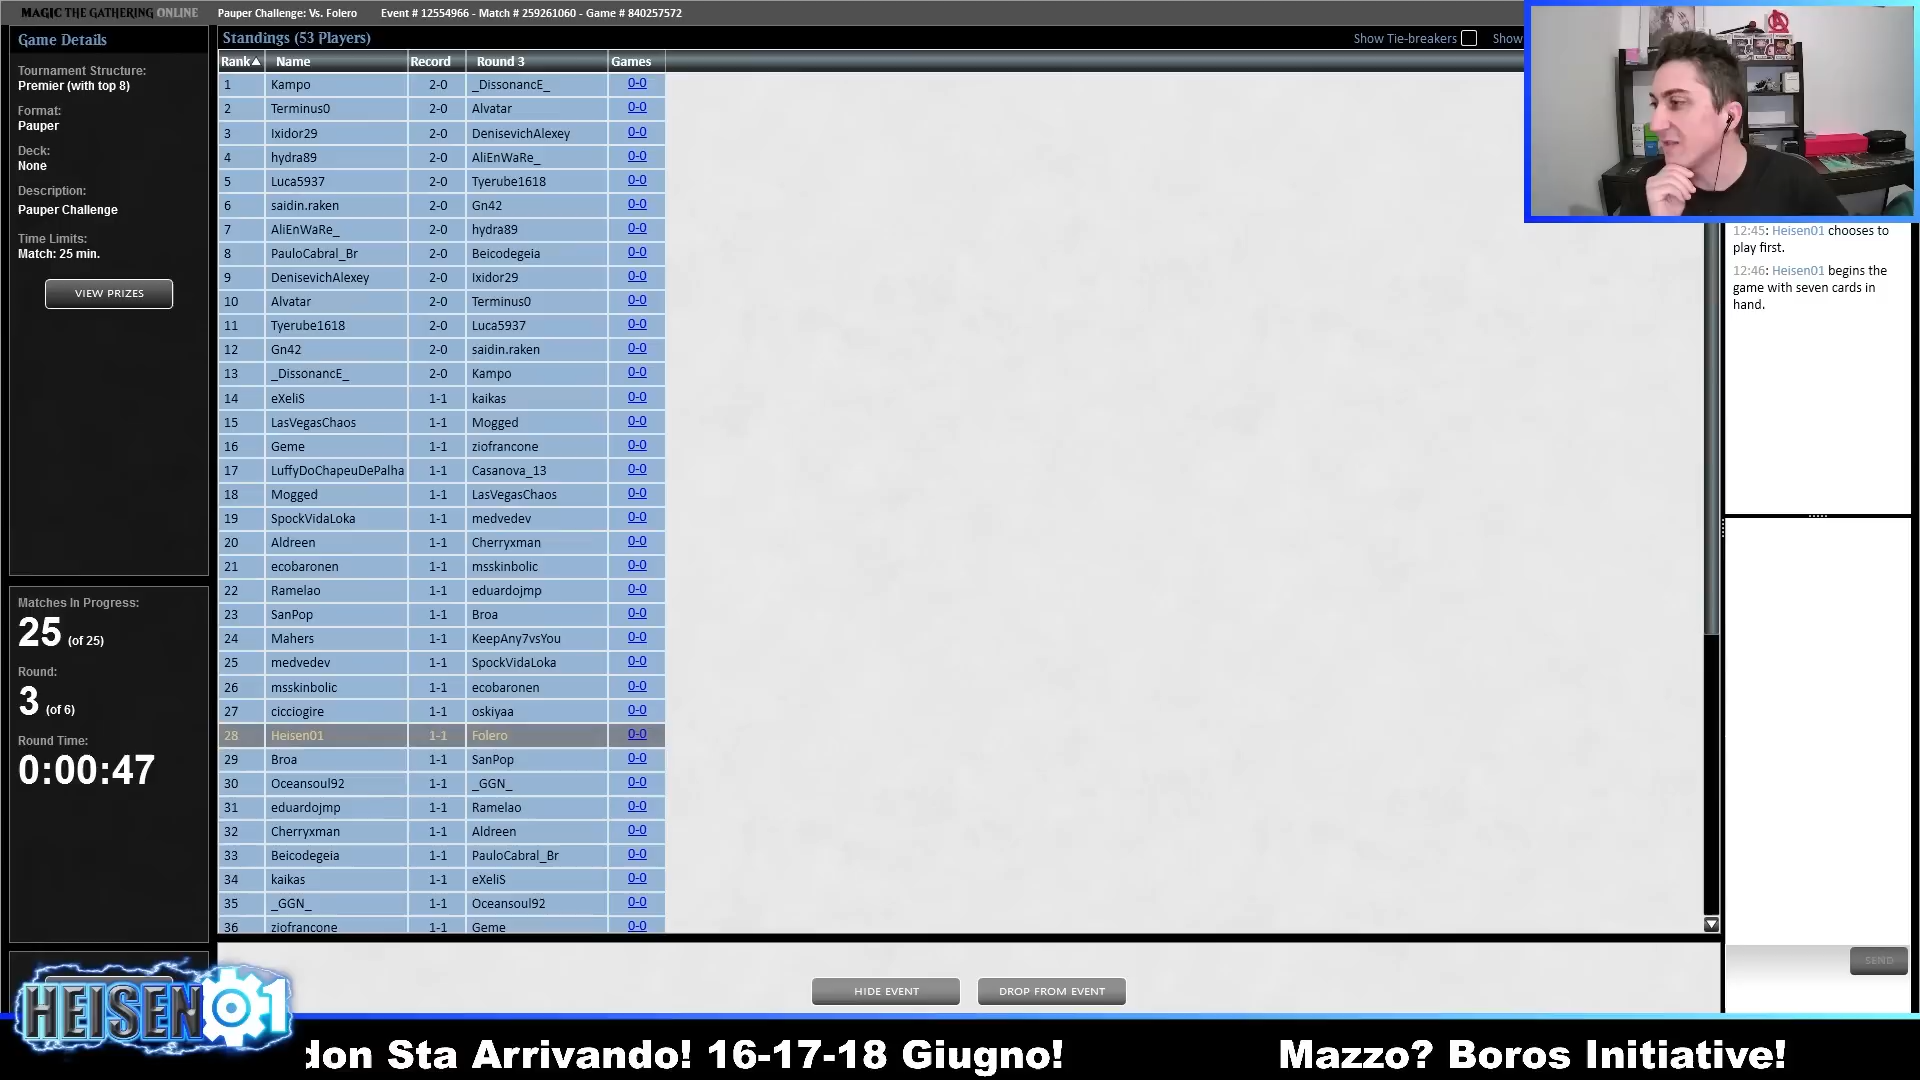 MAGIC THE GATHERING ONLINE
Pauper Challenge: Vs. Folero
Event # 12554966 - Match # 259261060 - Game # 840257572
Game Details
Tournament Structure:
Premier (with top 8)
Format:
Pauper
Deck:
None
Description:
Pauper Challenge
Time Limits:
Match: 25 min.
VIEW PRIZES
Matches In Progress:
25 (of 25)
Round:
3 (of 6)
Round Time:
0:00:47
Standings (53 Players)
Show Tie-breakers
Show
Rank Name Record Round 3 Games
1 Kampo 2-0 _DissonancE_ 0-0
2 Terminus0 2-0 Alvatar 0-0
3 Ixidor29 2-0 DenisevichAlexey 0-0
4 hydra89 2-0 AliEnWaRe_ 0-0
5 Luca5937 2-0 Tyerube1618 0-0
6 saidin.raken 2-0 Gn42 0-0
7 AliEnWaRe_ 2-0 hydra89 0-0
8 PauloCabral_Br 2-0 Beicodegeia 0-0
9 DenisevichAlexey 2-0 Ixidor29 0-0
10 Alvatar 2-0 Terminus0 0-0
11 Tyerube1618 2-0 Luca5937 0-0
12 Gn42 2-0 saidin.raken 0-0
13 _DissonancE_ 2-0 Kampo 0-0
14 eXeliS 1-1 kaikas 0-0
15 LasVegasChaos 1-1 Mogged 0-0
16 Geme 1-1 ziofrancone 0-0
17 LuffyDoChapeuDePalha 1-1 Casanova_13 0-0
18 Mogged 1-1 LasVegasChaos 0-0
19 SpockVidaLoka 1-1 medvedev 0-0
20 Aldreen 1-1 Cherryxman 0-0
21 ecobaronen 1-1 msskinbolic 0-0
22 Ramelao 1-1 eduardojmp 0-0
23 SanPop 1-1 Broa 0-0
24 Mahers 1-1 KeepAny7vsYou 0-0
25 medvedev 1-1 SpockVidaLoka 0-0
26 msskinbolic 1-1 ecobaronen 0-0
27 cicciogire 1-1 oskiyaa 0-0
28 Heisen01 1-1 Folero 0-0
29 Broa 1-1 SanPop 0-0
30 Oceansoul92 1-1 _GGN_ 0-0
31 eduardojmp 1-1 Ramelao 0-0
32 Cherryxman 1-1 Aldreen 0-0
33 Beicodegeia 1-1 PauloCabral_Br 0-0
34 kaikas 1-1 eXeliS 0-0
35 _GGN_ 1-1 Oceansoul92 0-0
36 ziofrancone 1-1 Geme 0-0
12:45: Heisen01 chooses to
play first.
12:46: Heisen01 begins the
game with seven cards in
hand.
SEND
HIDE EVENT
DROP FROM EVENT
HEISEN01
don Sta Arrivando! 16-17-18 Giugno!
Mazzo? Boros Initiative!